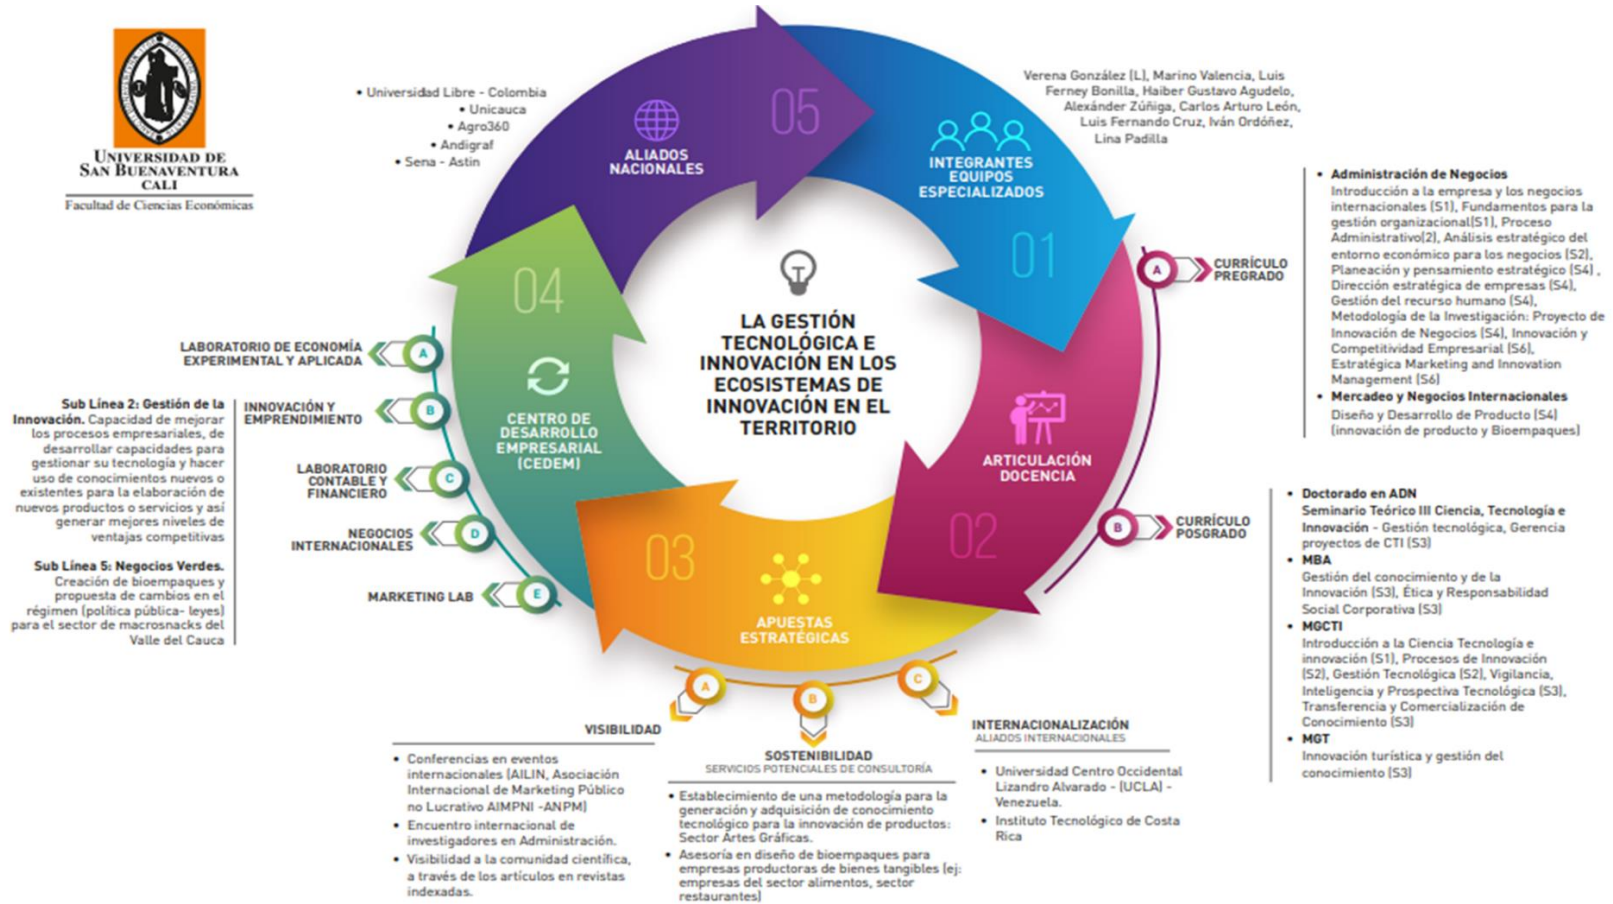 UNIVERSIDAD DE
SAN BUENAVENTURA
CALI
Facultad de Ciencias Económicas
• Universidad Libre - Colombia
• Unicauca
• Agro360
• Andigraf
• Sena - Astin
ALIADOS
NACIONALES
05
INTEGRANTES
EQUIPOS
ESPECIALIZADOS
01
Verena González (L), Marino Valencia, Luis
Ferney Bonilla, Haiber Gustavo Agudelo,
Alexánder Zúñiga, Carlos Arturo León,
Luis Fernando Cruz, Iván Ordóñez,
Lina Padilla
LA GESTIÓN
TECNOLÓGICA E
INNOVACIÓN EN LOS
ECOSISTEMAS DE
INNOVACIÓN EN EL
TERRITORIO
A
CURRÍCULO
PREGRADO
• Administración de Negocios
Introducción a la empresa y los negocios
internacionales (S1), Fundamentos para la
gestión organizacional(S1), Proceso
Administrativo(2), Análisis estratégico del
entorno económico para los negocios (S2),
Planeación y pensamiento estratégico (S4) ,
Dirección estratégica de empresas (S4),
Gestión del recurso humano (S4),
Metodología de la Investigación: Proyecto de
Innovación de Negocios (S4), Innovación y
Competitividad Empresarial (S6),
Estratégica Marketing and Innovation
Management (S6)
• Mercadeo y Negocios Internacionales
Diseño y Desarrollo de Producto (S4)
(innovación de producto y Bioempaques)
ARTICULACIÓN
DOCENCIA
02
B
CURRÍCULO
POSGRADO
• Doctorado en ADN
Seminario Teórico III Ciencia, Tecnología e
Innovación - Gestión tecnológica, Gerencia
proyectos de CTI (S3)
• MBA
Gestión del conocimiento y de la
Innovación (S3), Ética y Responsabilidad
Social Corporativa (S3)
• MGCTI
Introducción a la Ciencia Tecnología e
innovación (S1), Procesos de Innovación
(S2), Gestión Tecnológica (S2), Vigilancia,
Inteligencia y Prospectiva Tecnológica (S3),
Transferencia y Comercialización de
Conocimiento (S3)
• MGT
Innovación turística y gestión del
conocimiento (S3)
03
APUESTAS
ESTRATÉGICAS
A
VISIBILIDAD
• Conferencias en eventos
internacionales (AILIN, Asociación
Internacional de Marketing Público
no Lucrativo AIMPNI -ANPM)
• Encuentro internacional de
investigadores en Administración.
• Visibilidad a la comunidad científica,
a través de los artículos en revistas
indexadas.
B
SOSTENIBILIDAD
SERVICIOS POTENCIALES DE CONSULTORÍA
• Establecimiento de una metodología para la
generación y adquisición de conocimiento
tecnológico para la innovación de productos:
Sector Artes Gráficas.
• Asesoría en diseño de bioempaques para
empresas productoras de bienes tangibles (ej:
empresas del sector alimentos, sector
restaurantes)
C
INTERNACIONALIZACIÓN
ALIADOS INTERNACIONALES
• Universidad Centro Occidental
Lizandro Alvarado - (UCLA) -
Venezuela.
• Instituto Tecnológico de Costa
Rica
04
CENTRO DE
DESARROLLO
EMPRESARIAL
(CEDEM)
LABORATORIO DE ECONOMÍA
EXPERIMENTAL Y APLICADA
A
INNOVACIÓN Y
EMPRENDIMIENTO
B
LABORATORIO
CONTABLE Y
FINANCIERO
C
NEGOCIOS
INTERNACIONALES
D
MARKETING LAB
E
Sub Línea 2: Gestión de la
Innovación. Capacidad de mejorar
los procesos empresariales, de
desarrollar capacidades para
gestionar su tecnología y hacer
uso de conocimientos nuevos o
existentes para la elaboración de
nuevos productos o servicios y así
generar mejores niveles de
ventajas competitivas
Sub Línea 5: Negocios Verdes.
Creación de bioempaques y
propuesta de cambios en el
régimen (política pública- leyes)
para el sector de macrosnacks del
Valle del Cauca